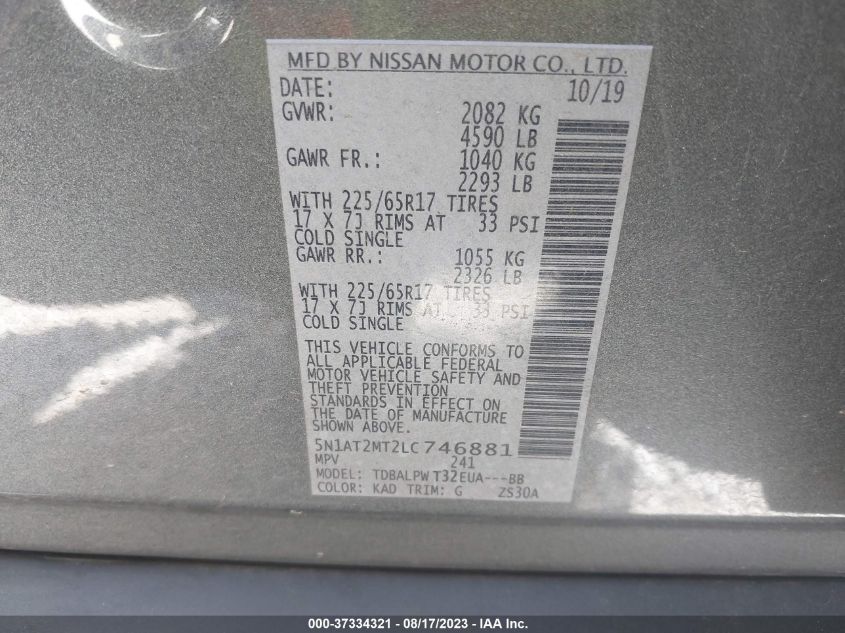 MFD BY NISSAN MOTOR CO., LTD.
DATE: 10/19
GVWR: 2082 KG
4590 LB
GAWR FR.: 1040 KG
2293 LB
WITH 225/65R17 TIRES
17 X 7J RIMS AT 33 PSI
COLD SINGLE
GAWR RR.: 1055 KG
2326 LB
WITH 225/65R17 TIRES
17 X 7J RIMS AT 33 PSI
COLD SINGLE
THIS VEHICLE CONFORMS TO
ALL APPLICABLE FEDERAL
MOTOR VEHICLE SAFETY AND
THEFT PREVENTION
STANDARDS IN EFFECT ON
THE DATE OF MANUFACTURE
SHOWN ABOVE.
5N1AT2MT2LC746881
MPV 241
MODEL: TDBALPW T32EUA---BB
COLOR: KAD TRIM: G ZS30A
000-37334321 - 08/17/2023 - IAA Inc.